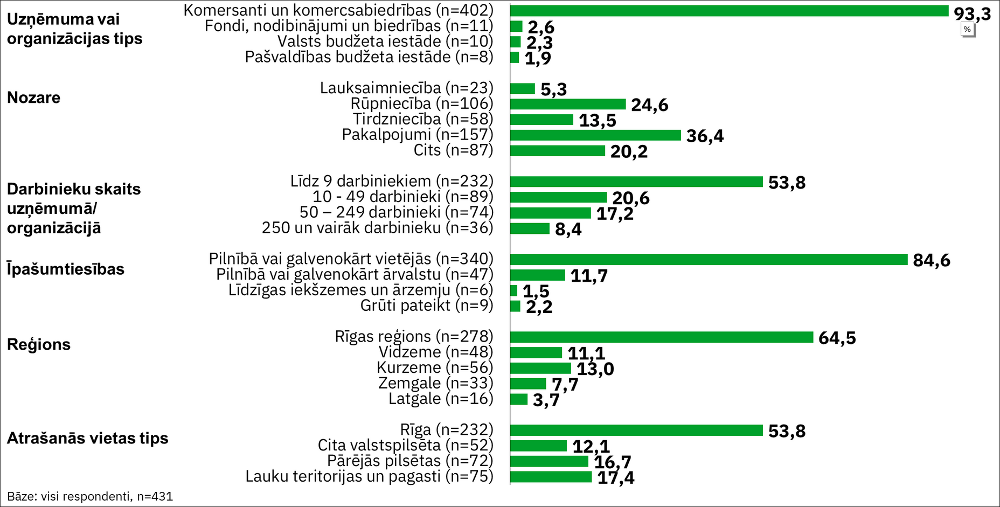 Uzņēmuma vai
organizācijas tips
Komersanti un komercsabiedrības (n=402) 93,3
%
Fondi, nodibinājumi un biedrības (n=11) 2,6
Valsts budžeta iestāde (n=10) 2,3
Pašvaldības budžeta iestāde (n=8) 1,9
Nozare
Lauksaimniecība (n=23) 5,3
Rūpniecība (n=106) 24,6
Tirdzniecība (n=58) 13,5
Pakalpojumi (n=157) 36,4
Cits (n=87) 20,2
Darbinieku skaits
uzņēmumā/
organizācijā
Līdz 9 darbiniekiem (n=232) 53,8
10 - 49 darbinieki (n=89) 20,6
50 – 249 darbinieki (n=74) 17,2
250 un vairāk darbinieku (n=36) 8,4
Īpašumtiesības
Pilnībā vai galvenokārt vietējās (n=340) 84,6
Pilnībā vai galvenokārt ārvalstu (n=47) 11,7
Līdzīgas iekšzemes un ārzemju (n=6) 1,5
Grūti pateikt (n=9) 2,2
Reģions
Rīgas reģions (n=278) 64,5
Vidzeme (n=48) 11,1
Kurzeme (n=56) 13,0
Zemgale (n=33) 7,7
Latgale (n=16) 3,7
Atrašanās vietas tips
Rīga (n=232) 53,8
Cita valstspilsēta (n=52) 12,1
Pārējās pilsētas (n=72) 16,7
Lauku teritorijas un pagasti (n=75) 17,4
Bāze: visi respondenti, n=431